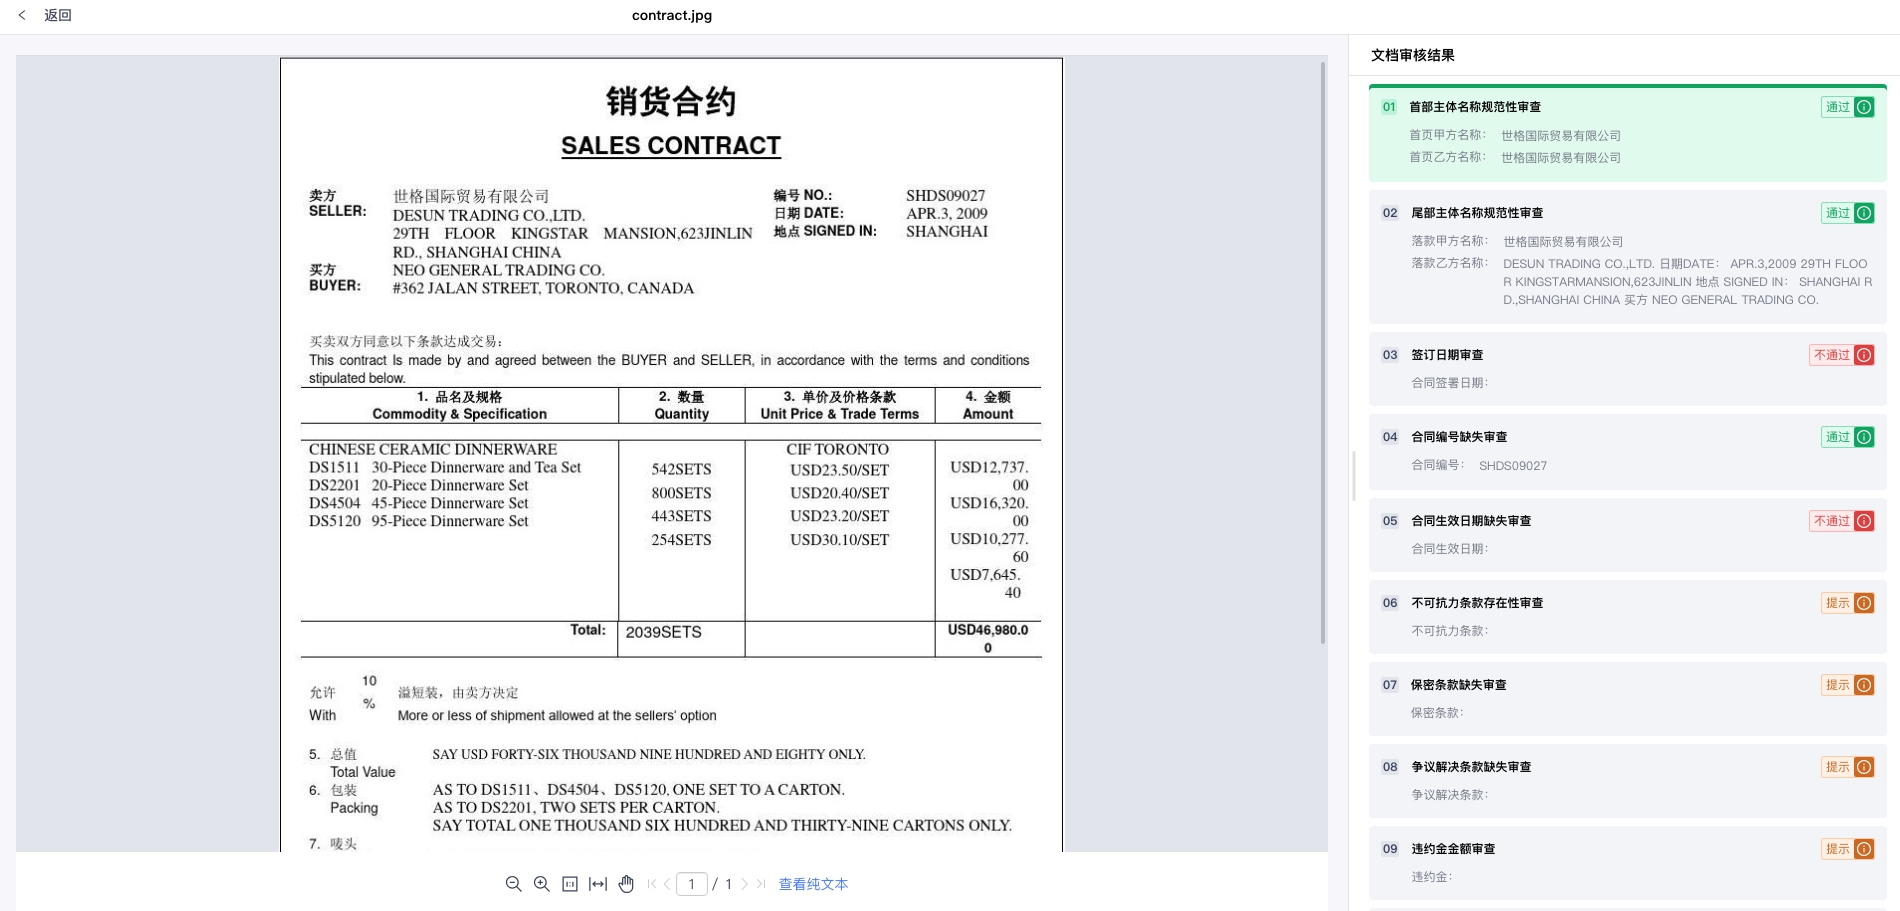 返回
contract.jpg
销货合约
SALES CONTRACT
卖方
SELLER:
世格国际贸易有限公司
DESUN TRADING CO.,LTD.
29TH FLOOR KINGSTAR MANSION,623JINLIN
RD., SHANGHAI CHINA
编号 NO.: SHDS09027
日期 DATE: APR.3, 2009
地点 SIGNED IN: SHANGHAI
买方
BUYER:
NEO GENERAL TRADING CO.
#362 JALAN STREET, TORONTO, CANADA
买卖双方同意以下条款达成交易:
This contract Is made by and agreed between the BUYER and SELLER, in accordance with the terms and conditions
stipulated below.
1. 品名及规格
Commodity & Specification
2. 数量
Quantity
3. 单价及价格条款
Unit Price & Trade Terms
4. 金额
Amount
CHINESE CERAMIC DINNERWARE
DS1511 30-Piece Dinnerware and Tea Set
DS2201 20-Piece Dinnerware Set
DS4504 45-Piece Dinnerware Set
DS5120 95-Piece Dinnerware Set
542SETS
800SETS
443SETS
254SETS
CIF TORONTO
USD23.50/SET
USD20.40/SET
USD23.20/SET
USD30.10/SET
USD12,737.
00
USD16,320.
00
USD10,277.
60
USD7,645.
40
Total: 2039SETS USD46,980.0
0
10
允许 % 溢短装，由卖方决定
With More or less of shipment allowed at the sellers' option
5. 总值 SAY USD FORTY-SIX THOUSAND NINE HUNDRED AND EIGHTY ONLY.
Total Value
6. 包装 AS TO DS1511、DS4504、DS5120, ONE SET TO A CARTON.
Packing AS TO DS2201, TWO SETS PER CARTON.
SAY TOTAL ONE THOUSAND SIX HUNDRED AND THIRTY-NINE CARTONS ONLY.
7. 唛头
1 / 1 查看纯文本
文档审核结果
01 首部主体名称规范性审查 通过
首页甲方名称： 世格国际贸易有限公司
首页乙方名称： 世格国际贸易有限公司
02 尾部主体名称规范性审查 通过
落款甲方名称： 世格国际贸易有限公司
落款乙方名称： DESUN TRADING CO.,LTD. 日期DATE： APR.3,2009 29TH FLOO
R KINGSTARMANSION,623JINLIN 地点 SIGNED IN： SHANGHAI R
D.,SHANGHAI CHINA 买方 NEO GENERAL TRADING CO.
03 签订日期审查 不通过
合同签署日期：
04 合同编号缺失审查 通过
合同编号： SHDS09027
05 合同生效日期缺失审查 不通过
合同生效日期：
06 不可抗力条款存在性审查 提示
不可抗力条款：
07 保密条款缺失审查 提示
保密条款：
08 争议解决条款缺失审查 提示
争议解决条款：
09 违约金金额审查 提示
违约金：